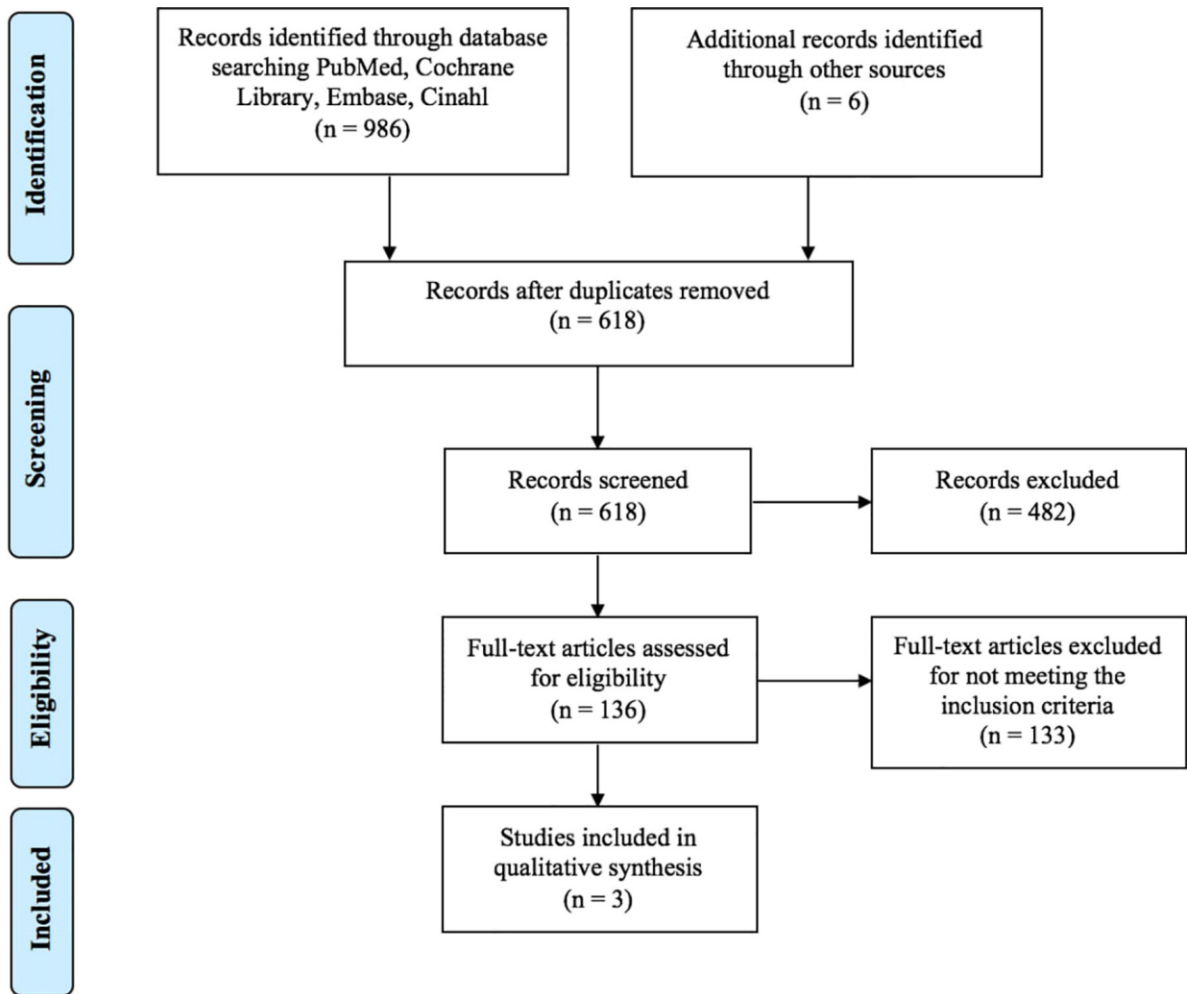 Identification
Records identified through database
searching PubMed, Cochrane
Library, Embase, Cinahl
(n = 986)
Additional records identified
through other sources
(n = 6)
Records after duplicates removed
(n = 618)
Screening
Records screened
(n = 618)
Records excluded
(n = 482)
Eligibility
Full-text articles assessed
for eligibility
(n = 136)
Full-text articles excluded
for not meeting the
inclusion criteria
(n = 133)
Included
Studies included in
qualitative synthesis
(n = 3)